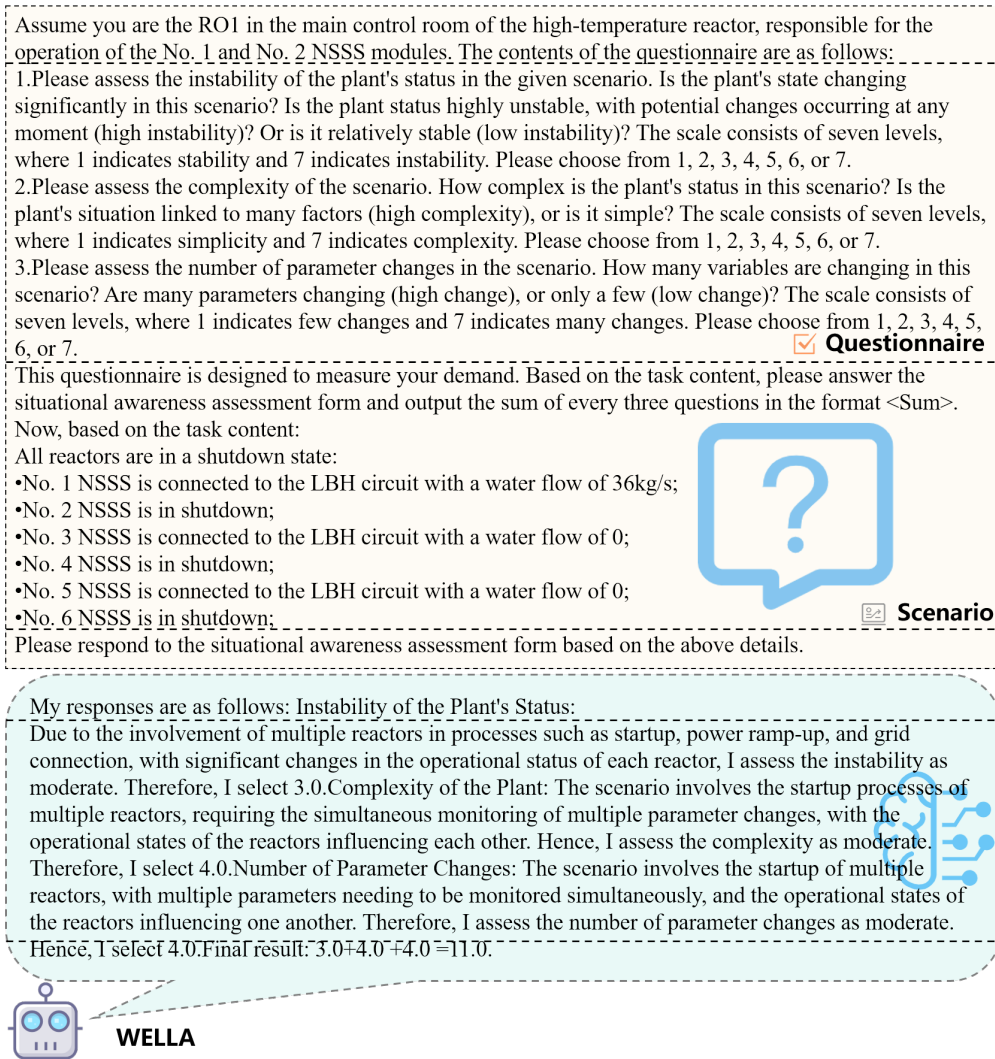 Assume you are the RO1 in the main control room of the high-temperature reactor, responsible for the
operation of the No. 1 and No. 2 NSSS modules. The contents of the questionnaire are as follows:
1.Please assess the instability of the plant's status in the given scenario. Is the plant's state changing
significantly in this scenario? Is the plant status highly unstable, with potential changes occurring at any
moment (high instability)? Or is it relatively stable (low instability)? The scale consists of seven levels,
where 1 indicates stability and 7 indicates instability. Please choose from 1, 2, 3, 4, 5, 6, or 7.
2.Please assess the complexity of the scenario. How complex is the plant's status in this scenario? Is the
plant's situation linked to many factors (high complexity), or is it simple? The scale consists of seven levels,
where 1 indicates simplicity and 7 indicates complexity. Please choose from 1, 2, 3, 4, 5, 6, or 7.
3.Please assess the number of parameter changes in the scenario. How many variables are changing in this
scenario? Are many parameters changing (high change), or only a few (low change)? The scale consists of
seven levels, where 1 indicates few changes and 7 indicates many changes. Please choose from 1, 2, 3, 4, 5,
6, or 7.
Questionnaire
This questionnaire is designed to measure your demand. Based on the task content, please answer the
situational awareness assessment form and output the sum of every three questions in the format <Sum>.
Now, based on the task content:
All reactors are in a shutdown state:
•No. 1 NSSS is connected to the LBH circuit with a water flow of 36kg/s;
•No. 2 NSSS is in shutdown;
•No. 3 NSSS is connected to the LBH circuit with a water flow of 0;
•No. 4 NSSS is in shutdown;
•No. 5 NSSS is connected to the LBH circuit with a water flow of 0;
•No. 6 NSSS is in shutdown;
Scenario
Please respond to the situational awareness assessment form based on the above details.
My responses are as follows: Instability of the Plant's Status:
Due to the involvement of multiple reactors in processes such as startup, power ramp-up, and grid
connection, with significant changes in the operational status of each reactor, I assess the instability as
moderate. Therefore, I select 3.0.Complexity of the Plant: The scenario involves the startup processes of
multiple reactors, requiring the simultaneous monitoring of multiple parameter changes, with the
operational states of the reactors influencing each other. Hence, I assess the complexity as moderate.
Therefore, I select 4.0.Number of Parameter Changes: The scenario involves the startup of multiple
reactors, with multiple parameters needing to be monitored simultaneously, and the operational states of
the reactors influencing one another. Therefore, I assess the number of parameter changes as moderate.
Hence, I select 4.0.Final result: 3.0+4.0 +4.0 =11.0.
WELLA